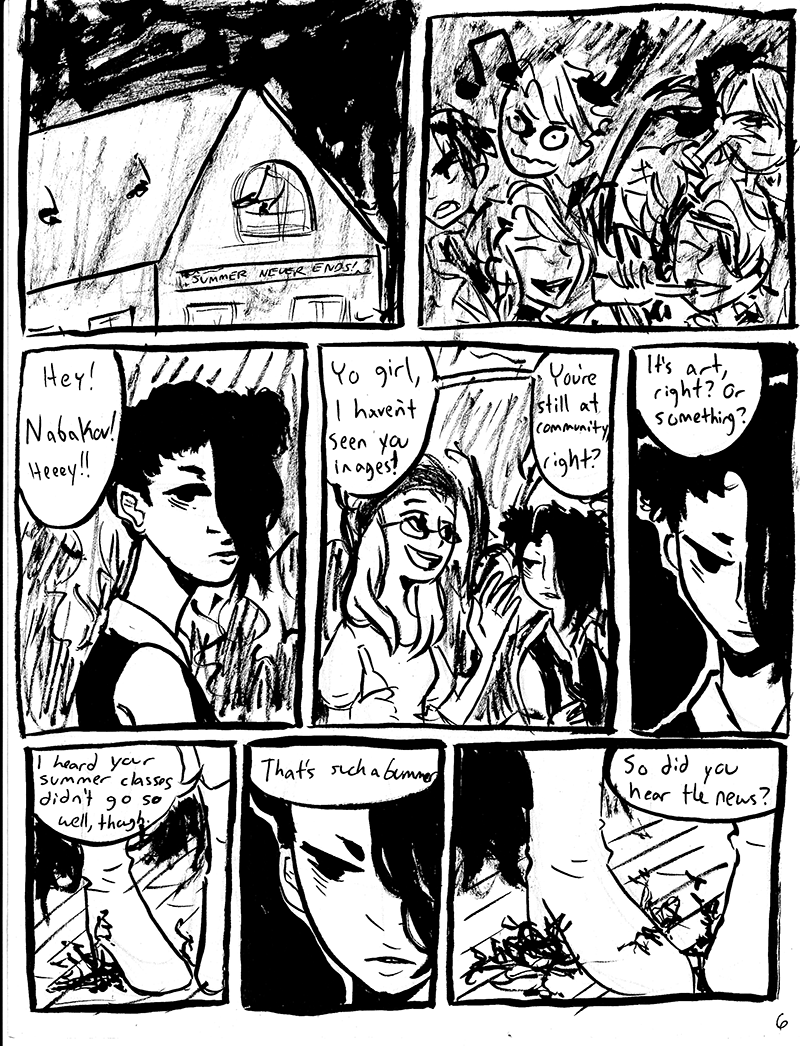 SUMMER NEVER ENDS!
Hey!
Nabakov!
Heeey!!
Yo girl,
I haven't
seen you
in ages!
You're
still at
community,
right?
It's art,
right? Or
something?
I heard your
summer classes
didn't go so
well, though.
That's such a bummer
So did you
hear the news?
6